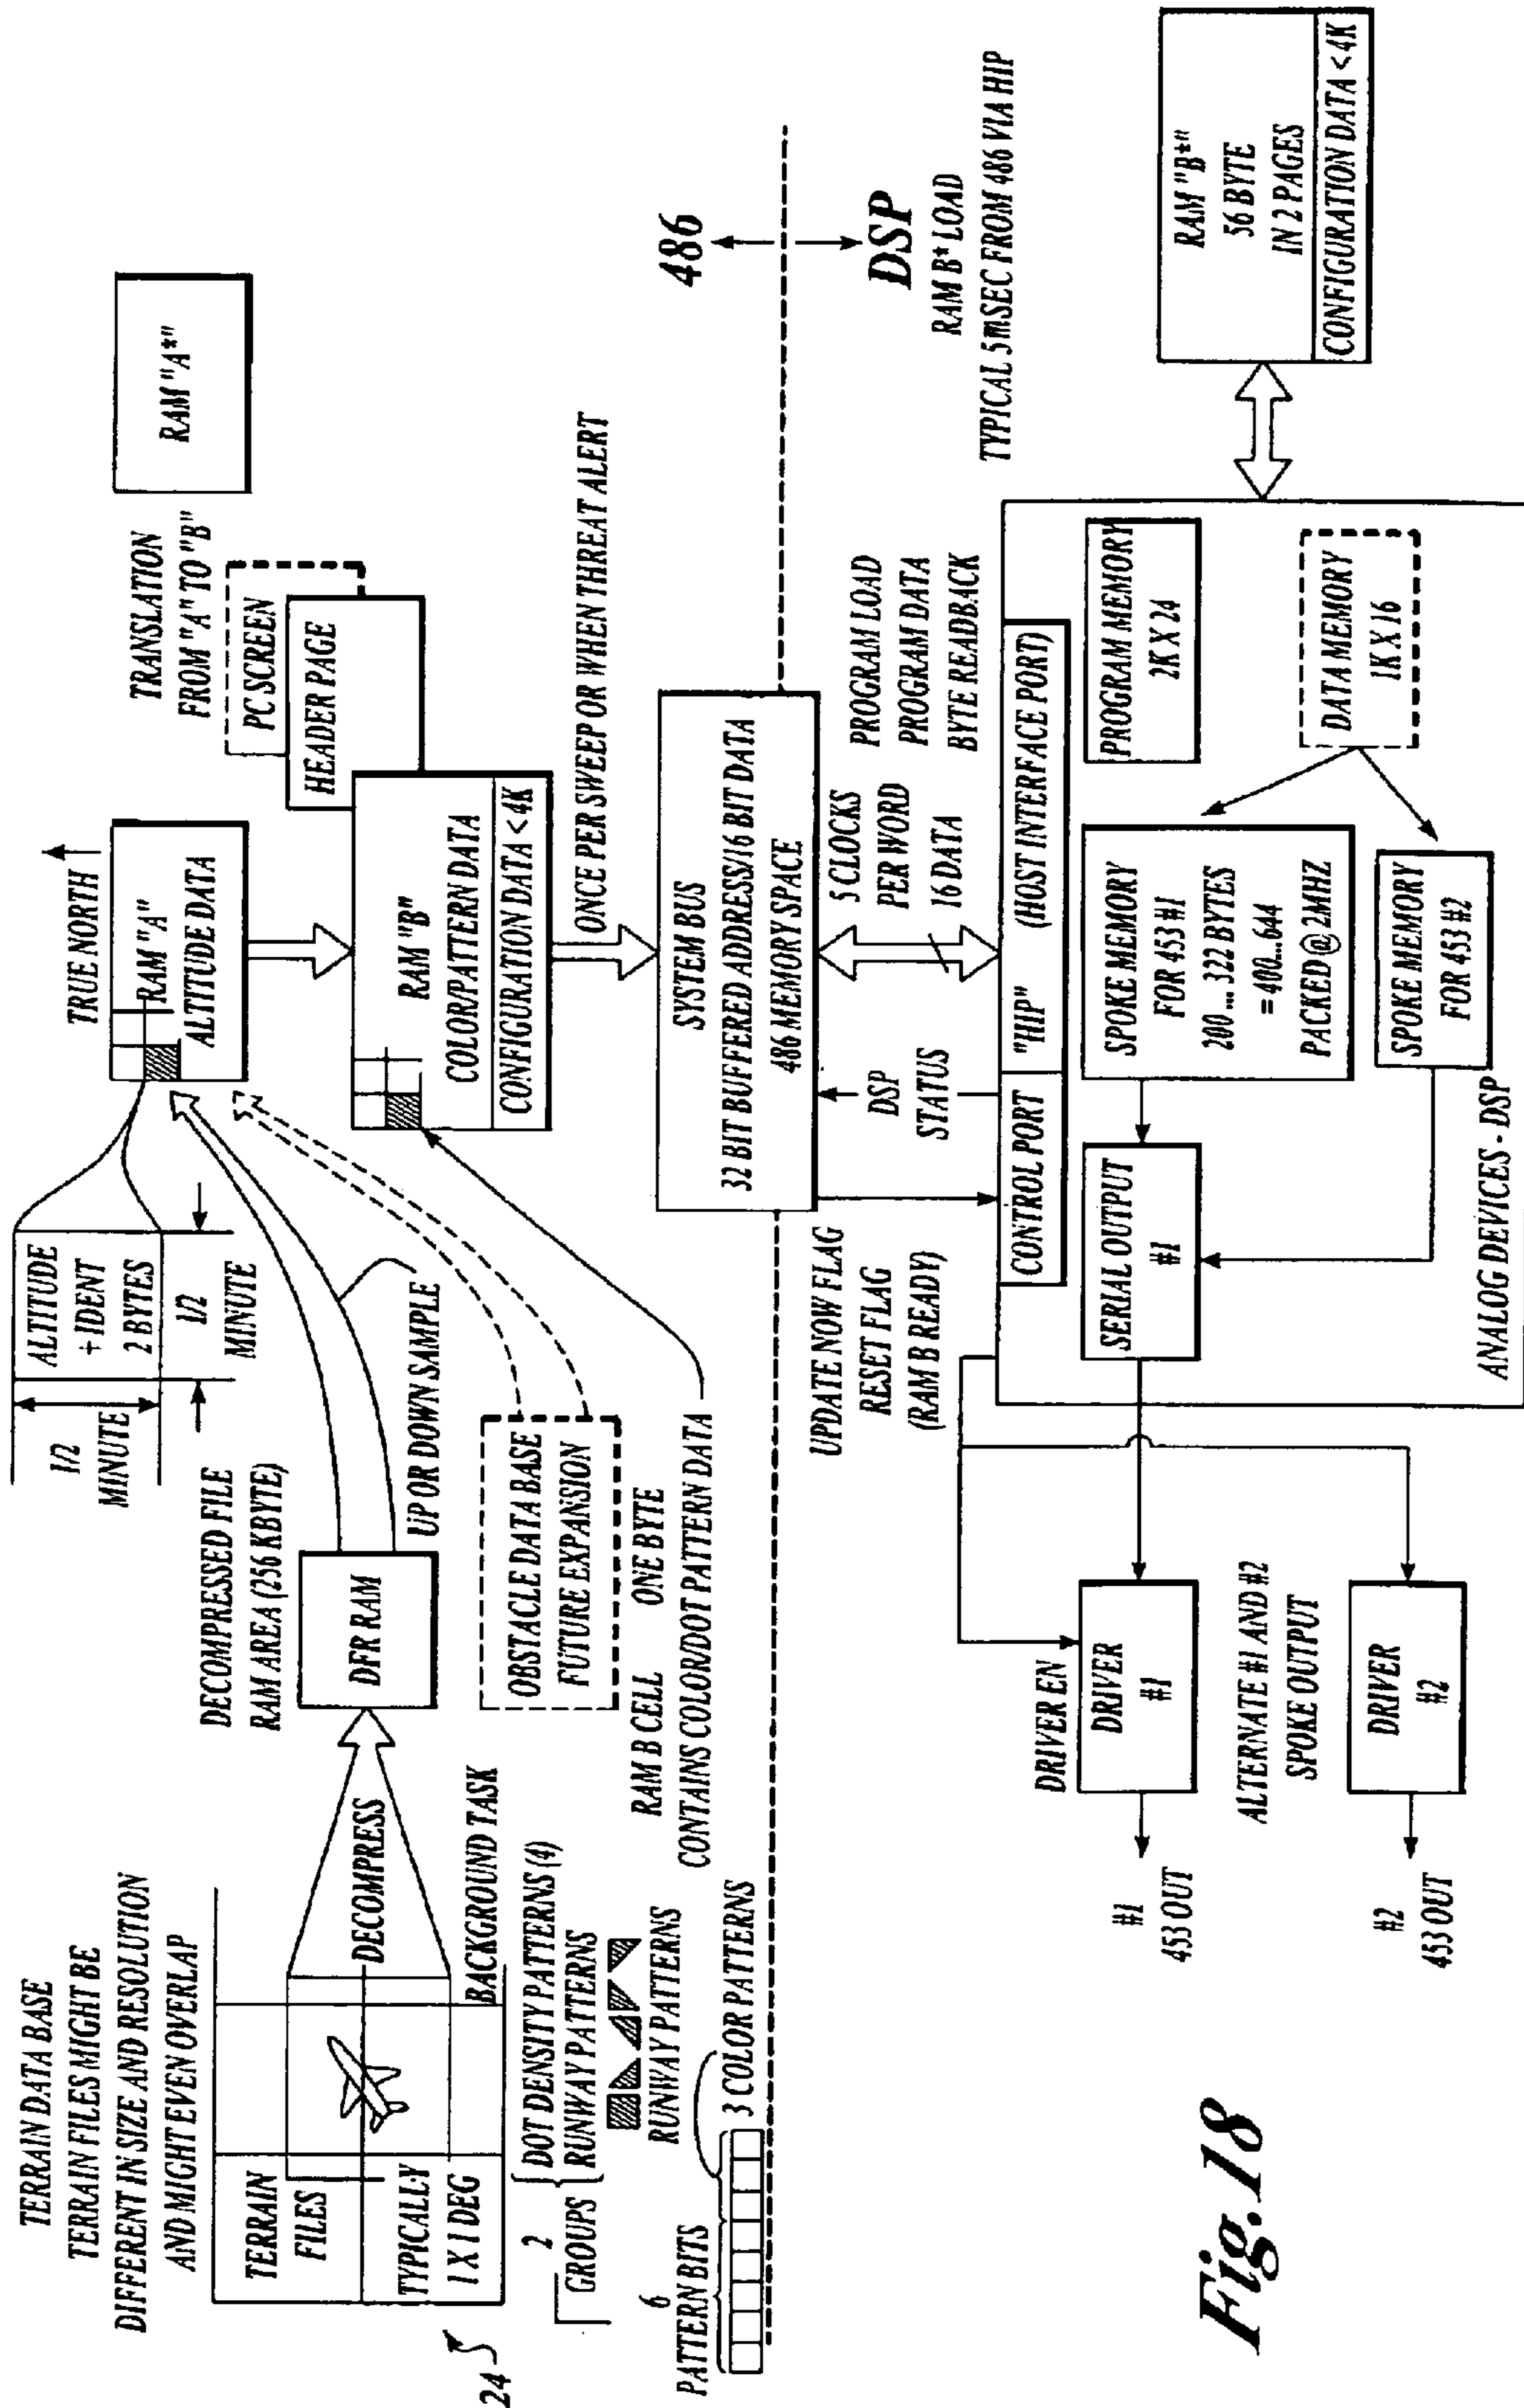 TERRAIN DATA BASE
TERRAIN FILES MIGHT BE
DIFFERENT IN SIZE AND RESOLUTION
AND MIGHT EVEN OVERLAP
TERRAIN
FILES
TYPICALLY
1 X 1 DEG
24
DECOMPRESS
BACKGROUND TASK
DECOMPRESSED FILE
RAM AREA (256 KBYTE)
DFR RAM
UP OR DOWN SAMPLE
1/2
MINUTE
ALTITUDE
+ IDENT
2 BYTES
1/2
MINUTE
TRUE NORTH
RAM "A"
ALTITUDE DATA
TRANSLATION
FROM "A" TO "B"
RAM "A*"
PC SCREEN
HEADER PAGE
RAM "B"
COLOR/PATTERN DATA
CONFIGURATION DATA <4K
OBSTACLE DATA BASE
FUTURE EXPANSION
RAM B CELL ONE BYTE
CONTAINS COLOR/DOT PATTERN DATA
2
GROUPS
DOT DENSITY PATTERNS (4)
RUNWAY PATTERNS
RUNWAY PATTERNS
6
PATTERN BITS
3 COLOR PATTERNS
ONCE PER SWEEP OR WHEN THREAT ALERT
SYSTEM BUS
32 BIT BUFFERED ADDRESS/16 BIT DATA
486 MEMORY SPACE
486
DSP
RAM B* LOAD
TYPICAL 5mSEC FROM 486 VIA HIP
UPDATE NOW FLAG
RESET FLAG
(RAM B READY)
DSP
STATUS
5 CLOCKS
PER WORD
16 DATA
PROGRAM LOAD
PROGRAM DATA
BYTE READBACK
CONTROL PORT
"HIP" (HOST INTERFACE PORT)
SERIAL OUTPUT
#1
SPOKE MEMORY
FOR 453 #1
200 ... 322 BYTES
= 400...644
PACKED @ 2MHZ
SPOKE MEMORY
FOR 453 #2
PROGRAM MEMORY
2K X 24
DATA MEMORY
1K X 16
ANALOG DEVICES - DSP
RAM "B*"
56 BYTE
IN 2 PAGES
CONFIGURATION DATA <4K
DRIVER EN
DRIVER
#1
ALTERNATE #1 AND #2
SPOKE OUTPUT
DRIVER
#2
#1
453 OUT
#2
453 OUT
Fig.18